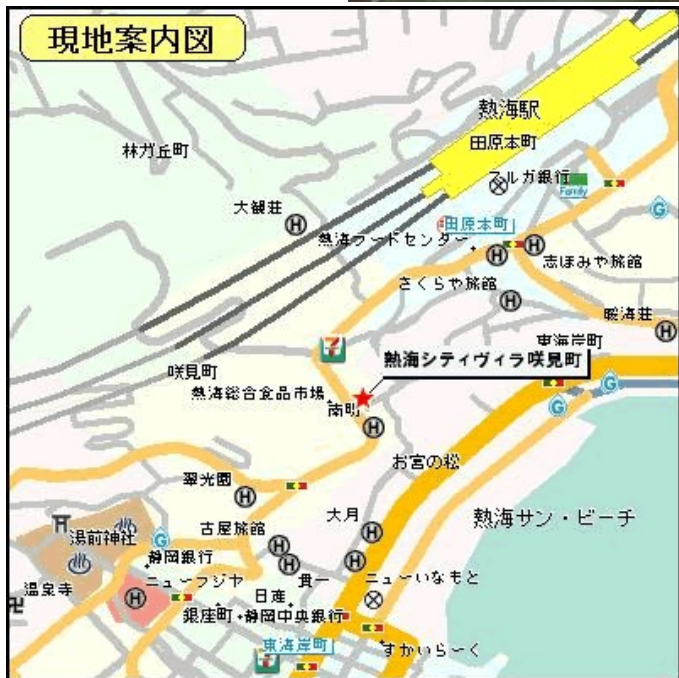 現地案内図
熱海駅
田原本町
林ガ丘町
スルガ銀行
Family
大観荘
田原本町
熱海フードセンター
志ほみや旅館
さくらや旅館
暖海荘
東海岸町
熱海シティヴィラ咲見町
咲見町
熱海総合食品市場
南明
お宮の松
翠光園
大月
熱海サン・ビーチ
古屋旅館
湯前神社
静岡銀行
貫一
ニューいなもと
温泉寺
ニューフジヤ
日産
銀座町
静岡中央銀行
東海岸町
すかいらーく